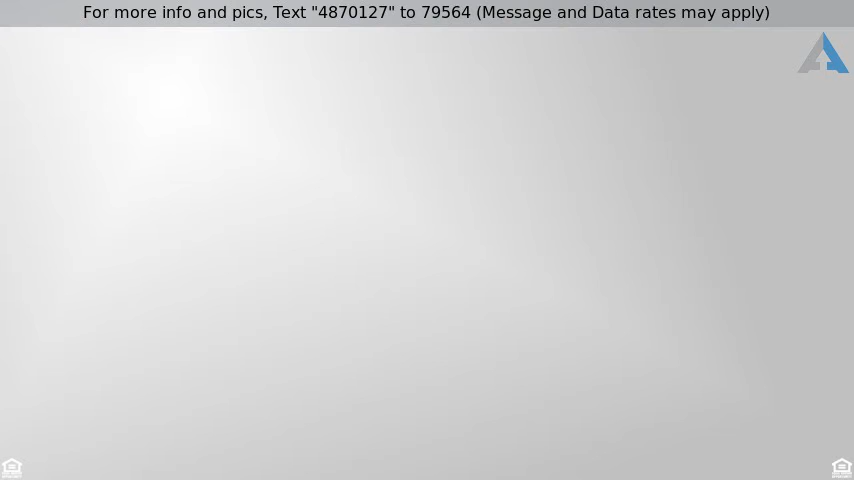 For more info and pics, Text "4870127" to 79564 (Message and Data rates may apply)